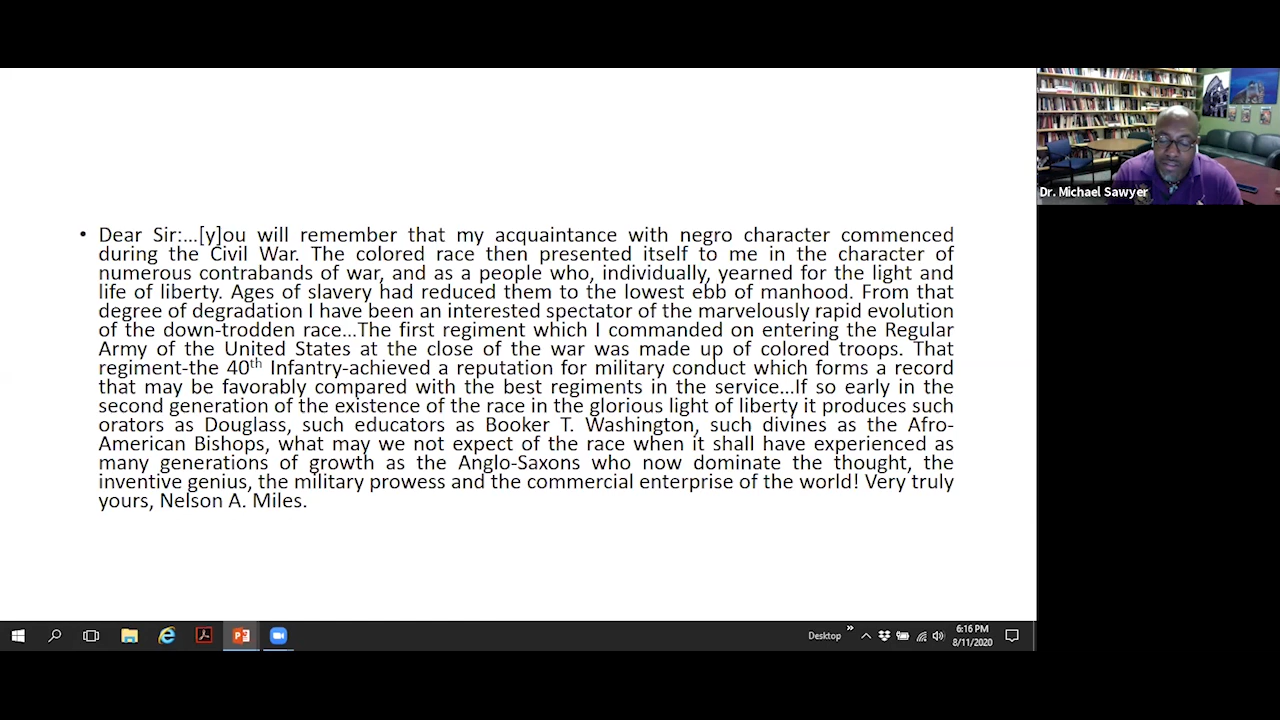 • Dear Sir:...[y]ou will remember that my acquaintance with negro character commenced
during the Civil War. The colored race then presented itself to me in the character of
numerous contrabands of war, and as a people who, individually, yearned for the light and
life of liberty. Ages of slavery had reduced them to the lowest ebb of manhood. From that
degree of degradation I have been an interested spectator of the marvelously rapid evolution
of the down-trodden race...The first regiment which I commanded on entering the Regular
Army of the United States at the close of the war was made up of colored troops. That
regiment-the 40th Infantry-achieved a reputation for military conduct which forms a record
that may be favorably compared with the best regiments in the service...If so early in the
second generation of the existence of the race in the glorious light of liberty it produces such
orators as Douglass, such educators as Booker T. Washington, such divines as the Afro-
American Bishops, what may we not expect of the race when it shall have experienced as
many generations of growth as the Anglo-Saxons who now dominate the thought, the
inventive genius, the military prowess and the commercial enterprise of the world! Very truly
yours, Nelson A. Miles.
Dr. Michael Sawyer
Desktop
6:16 PM
8/11/2020